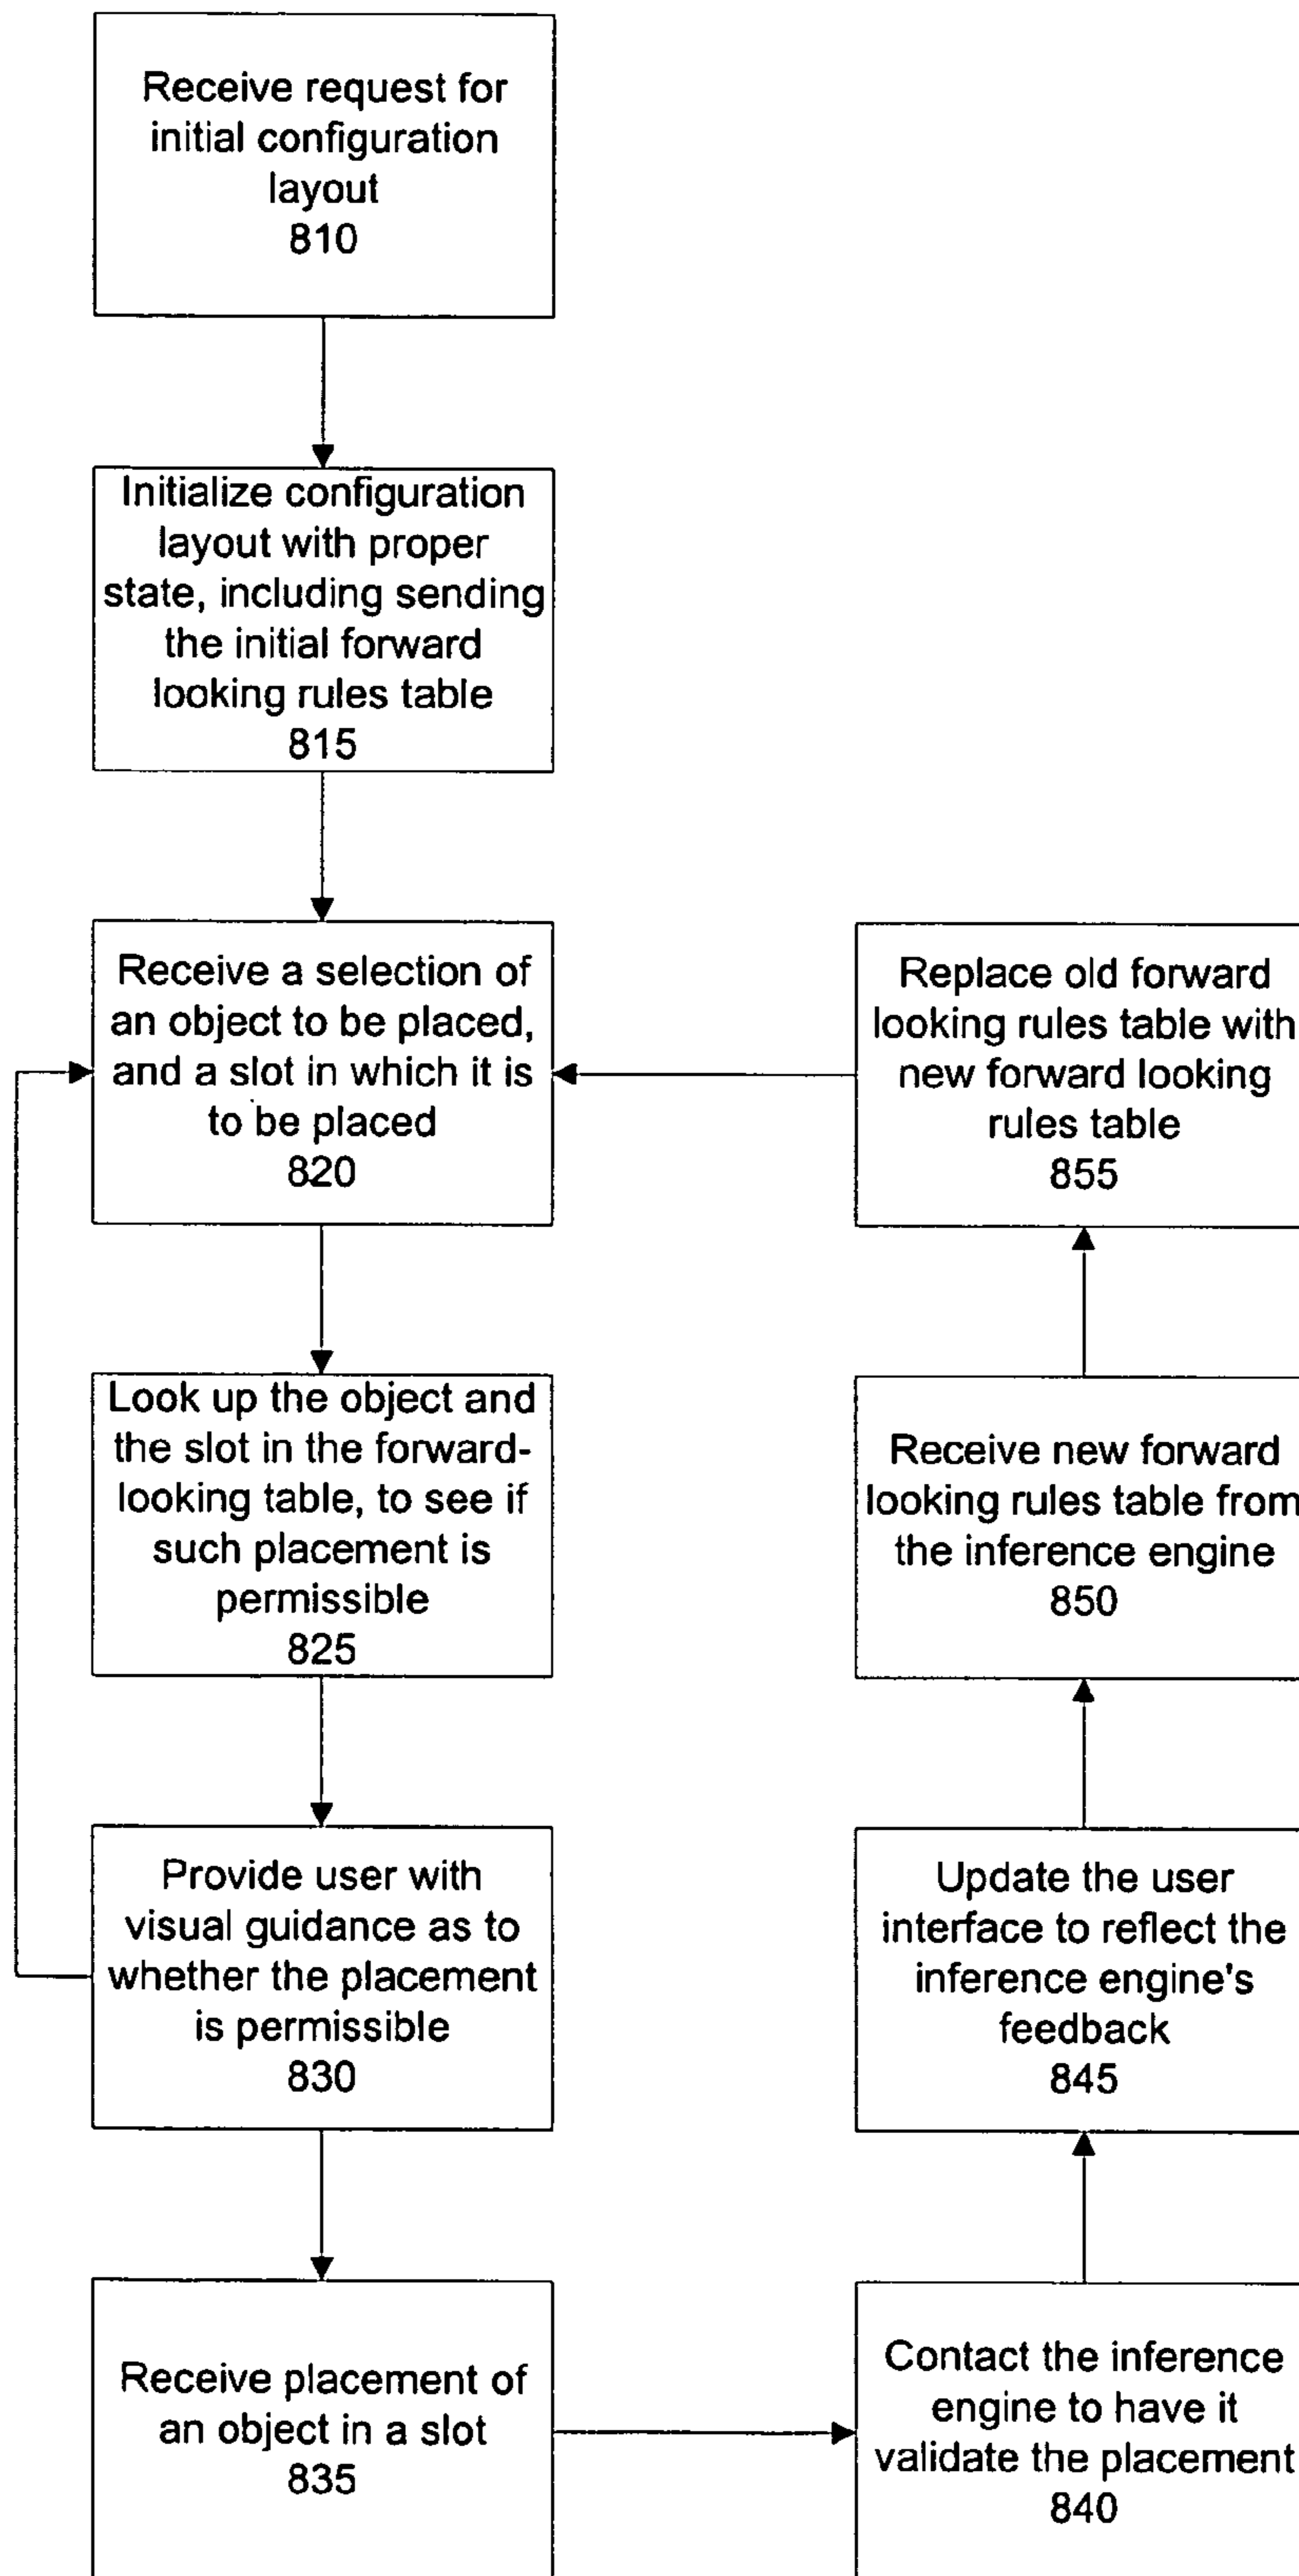 Receive request for
initial configuration
layout
810
Initialize configuration
layout with proper
state, including sending
the initial forward
looking rules table
815
Receive a selection of
an object to be placed,
and a slot in which it is
to be placed
820
Look up the object and
the slot in the forward-
looking table, to see if
such placement is
permissible
825
Provide user with
visual guidance as to
whether the placement
is permissible
830
Receive placement of
an object in a slot
835
Contact the inference
engine to have it
validate the placement
840
Update the user
interface to reflect the
inference engine's
feedback
845
Receive new forward
looking rules table from
the inference engine
850
Replace old forward
looking rules table with
new forward looking
rules table
855